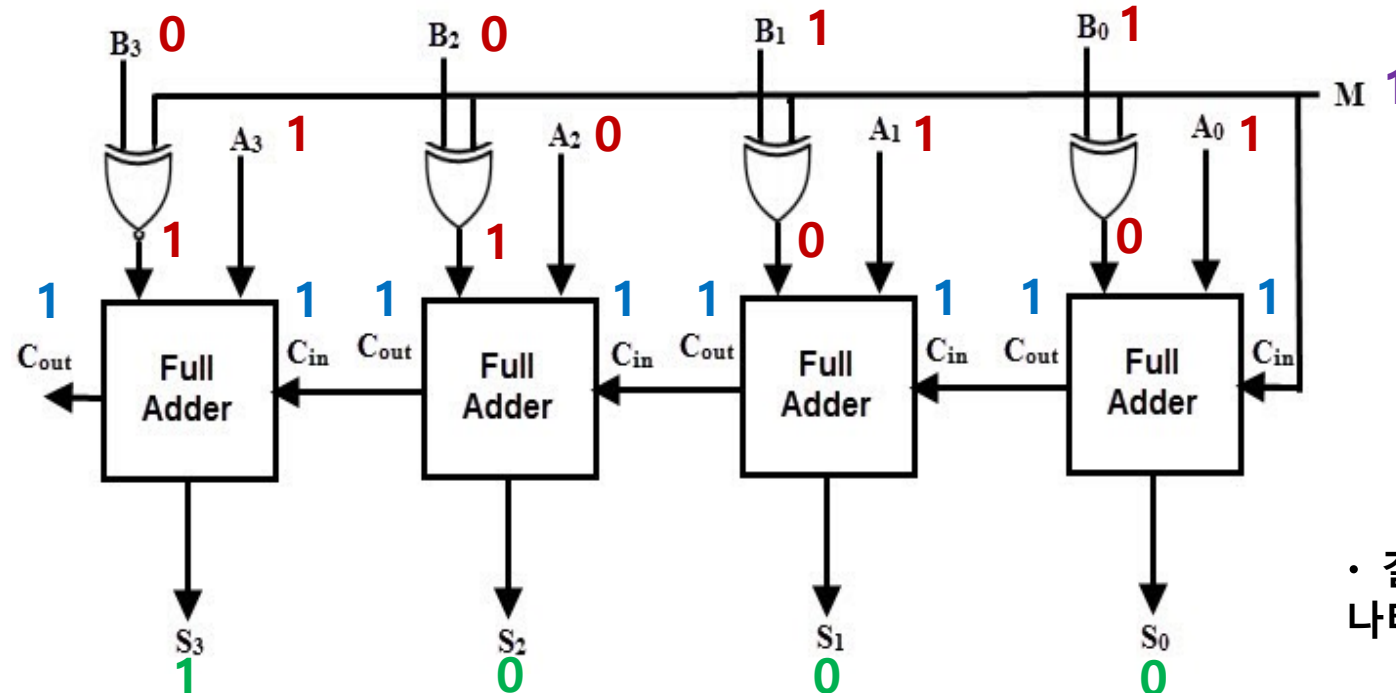 B₃ 0 B₂ 0 B₁ 1 B₀ 1
M 1
A₃ 1 A₂ 0 A₁ 1 A₀ 1
1 1 0 0
1 1 1 1 1 1 1 1
Cout Full Adder Cin Cout Full Adder Cin Cout Full Adder Cin Cout Full Adder Cin
S₃ S₂ S₁ S₀
1 0 0 0